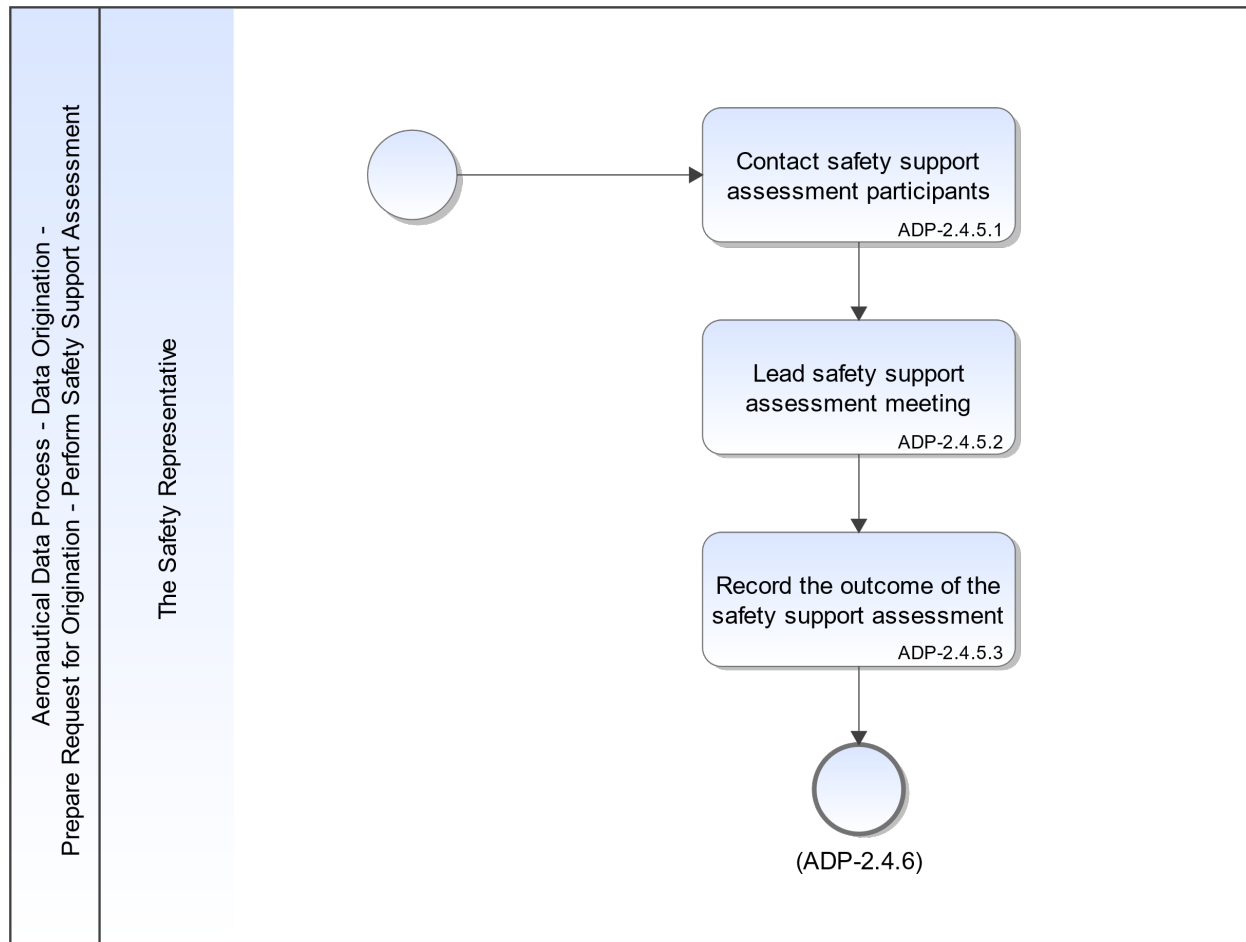 Aeronautical Data Process - Data Origination -
Prepare Request for Origination - Perform Safety Support Assessment
The Safety Representative
Contact safety support
assessment participants
ADP-2.4.5.1
Lead safety support
assessment meeting
ADP-2.4.5.2
Record the outcome of the
safety support assessment
ADP-2.4.5.3
(ADP-2.4.6)